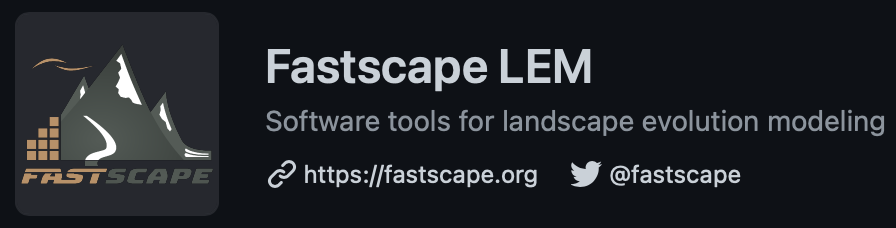 Fastscape LEM
Software tools for landscape evolution modeling
https://fastscape.org @fastscape
FASTSCAPE